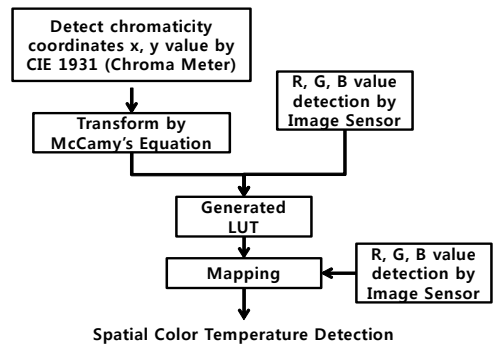 Detect chromaticity
coordinates x, y value by
CIE 1931 (Chroma Meter)
R, G, B value
detection by
Image Sensor
Transform by
McCamy's Equation
Generated
LUT
Mapping
R, G, B value
detection by
Image Sensor
Spatial Color Temperature Detection